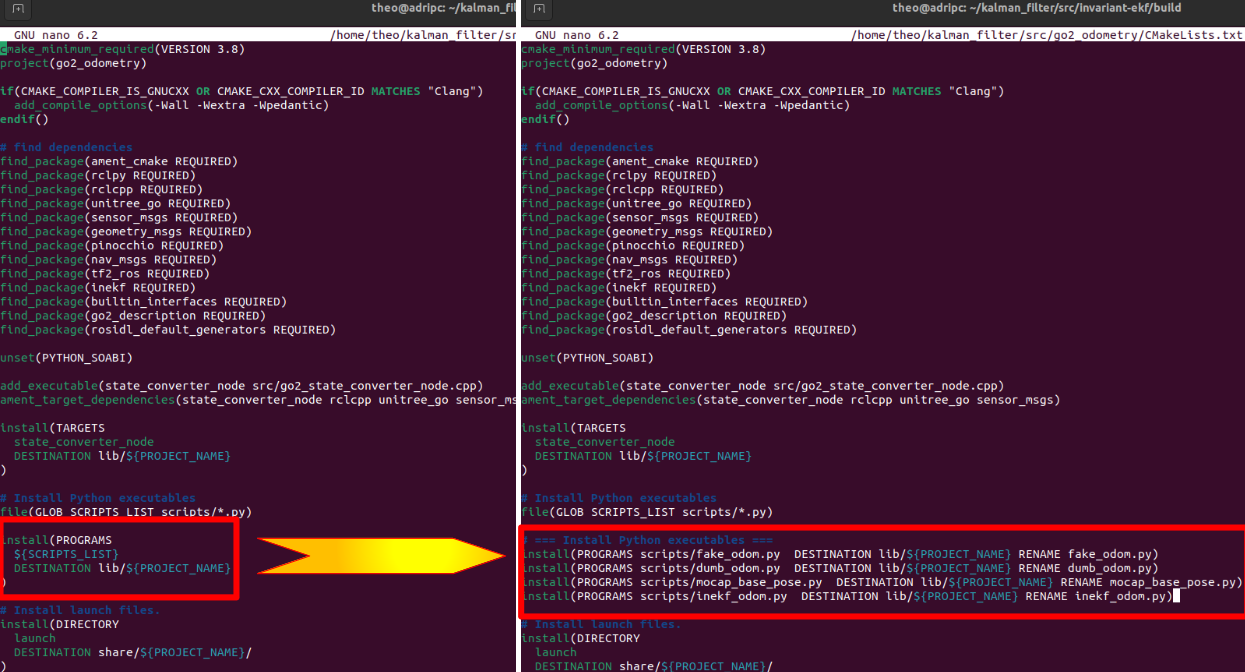 theo@adripc: ~/kalman_fil
GNU nano 6.2 /home/theo/kalman_filter/sr
cmake_minimum_required(VERSION 3.8)
project(go2_odometry)
if(CMAKE_COMPILER_IS_GNUCXX OR CMAKE_CXX_COMPILER_ID MATCHES "Clang")
add_compile_options(-Wall -Wextra -Wpedantic)
endif()
# find dependencies
find_package(ament_cmake REQUIRED)
find_package(rclpy REQUIRED)
find_package(rclcpp REQUIRED)
find_package(unitree_go REQUIRED)
find_package(sensor_msgs REQUIRED)
find_package(geometry_msgs REQUIRED)
find_package(pinocchio REQUIRED)
find_package(nav_msgs REQUIRED)
find_package(tf2_ros REQUIRED)
find_package(inekf REQUIRED)
find_package(builtin_interfaces REQUIRED)
find_package(go2_description REQUIRED)
find_package(rosidl_default_generators REQUIRED)
unset(PYTHON_SOABI)
add_executable(state_converter_node src/go2_state_converter_node.cpp)
ament_target_dependencies(state_converter_node rclcpp unitree_go sensor_ms
install(TARGETS
state_converter_node
DESTINATION lib/${PROJECT_NAME}
)
# Install Python executables
file(GLOB SCRIPTS_LIST scripts/*.py)
install(PROGRAMS
${SCRIPTS_LIST}
DESTINATION lib/${PROJECT_NAME}
)
# Install launch files.
install(DIRECTORY
launch
DESTINATION share/${PROJECT_NAME}/
)
theo@adripc: ~/kalman_filter/src/invariant-ekf/build
GNU nano 6.2 /home/theo/kalman_filter/src/go2_odometry/CMakeLists.txt
cmake_minimum_required(VERSION 3.8)
project(go2_odometry)
if(CMAKE_COMPILER_IS_GNUCXX OR CMAKE_CXX_COMPILER_ID MATCHES "Clang")
add_compile_options(-Wall -Wextra -Wpedantic)
endif()
# find dependencies
find_package(ament_cmake REQUIRED)
find_package(rclpy REQUIRED)
find_package(rclcpp REQUIRED)
find_package(unitree_go REQUIRED)
find_package(sensor_msgs REQUIRED)
find_package(geometry_msgs REQUIRED)
find_package(pinocchio REQUIRED)
find_package(nav_msgs REQUIRED)
find_package(tf2_ros REQUIRED)
find_package(inekf REQUIRED)
find_package(builtin_interfaces REQUIRED)
find_package(go2_description REQUIRED)
find_package(rosidl_default_generators REQUIRED)
unset(PYTHON_SOABI)
add_executable(state_converter_node src/go2_state_converter_node.cpp)
ament_target_dependencies(state_converter_node rclcpp unitree_go sensor_msgs)
install(TARGETS
state_converter_node
DESTINATION lib/${PROJECT_NAME}
)
# Install Python executables
file(GLOB SCRIPTS_LIST scripts/*.py)
# === Install Python executables ===
install(PROGRAMS scripts/fake_odom.py  DESTINATION lib/${PROJECT_NAME} RENAME fake_odom.py)
install(PROGRAMS scripts/dumb_odom.py  DESTINATION lib/${PROJECT_NAME} RENAME dumb_odom.py)
install(PROGRAMS scripts/mocap_base_pose.py  DESTINATION lib/${PROJECT_NAME} RENAME mocap_base_pose.py)
install(PROGRAMS scripts/inekf_odom.py  DESTINATION lib/${PROJECT_NAME} RENAME inekf_odom.py)
# Install launch files.
install(DIRECTORY
launch
DESTINATION share/${PROJECT_NAME}/